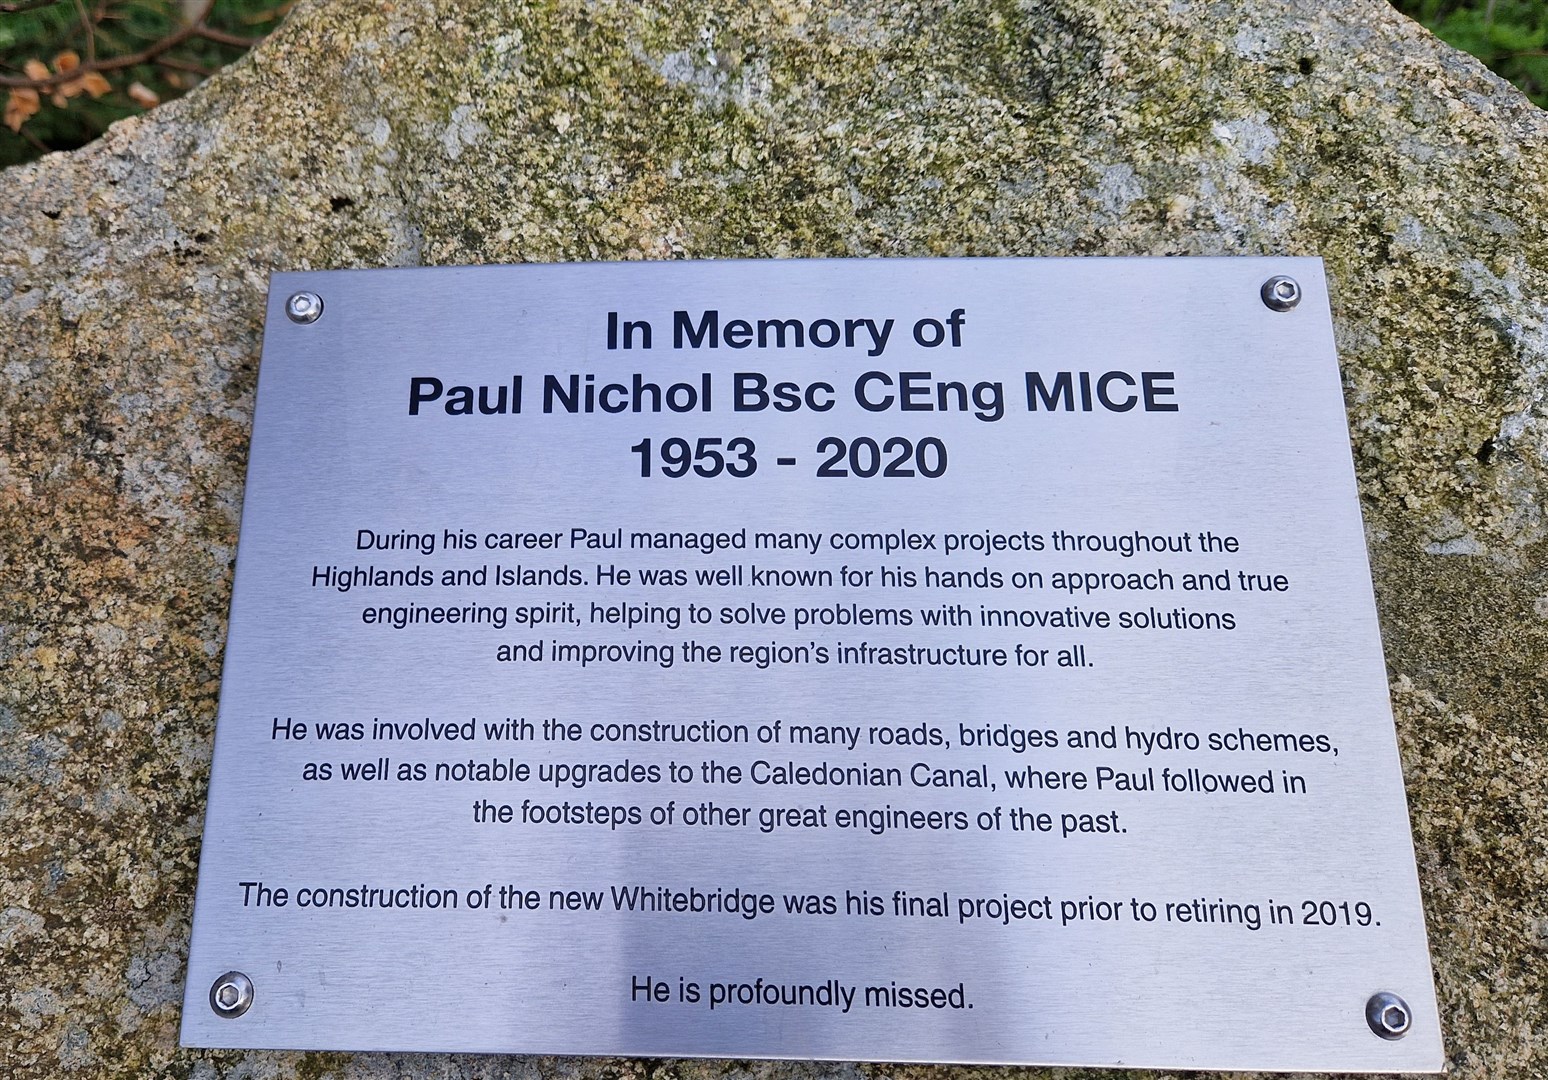 In Memory of
Paul Nichol Bsc CEng MICE
1953 - 2020
During his career Paul managed many complex projects throughout the
Highlands and Islands. He was well known for his hands on approach and true
engineering spirit, helping to solve problems with innovative solutions
and improving the region's infrastructure for all.
He was involved with the construction of many roads, bridges and hydro schemes,
as well as notable upgrades to the Caledonian Canal, where Paul followed in
the footsteps of other great engineers of the past.
The construction of the new Whitebridge was his final project prior to retiring in 2019.
He is profoundly missed.